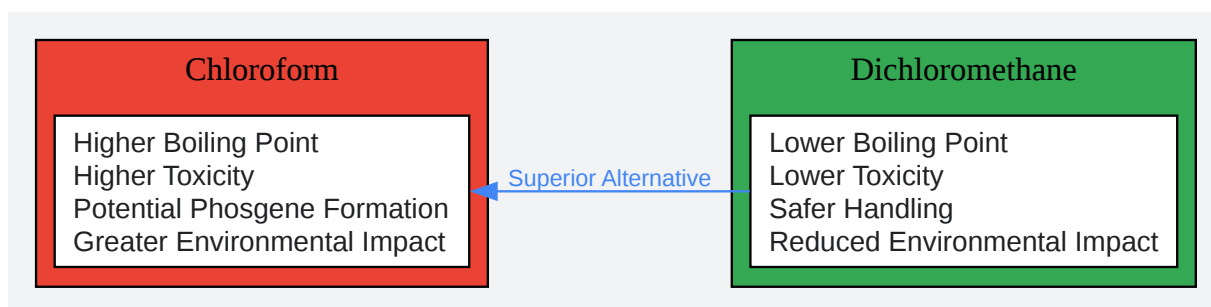 Chloroform
Higher Boiling Point
Higher Toxicity
Potential Phosgene Formation
Greater Environmental Impact
Superior Alternative
Dichloromethane
Lower Boiling Point
Lower Toxicity
Safer Handling
Reduced Environmental Impact